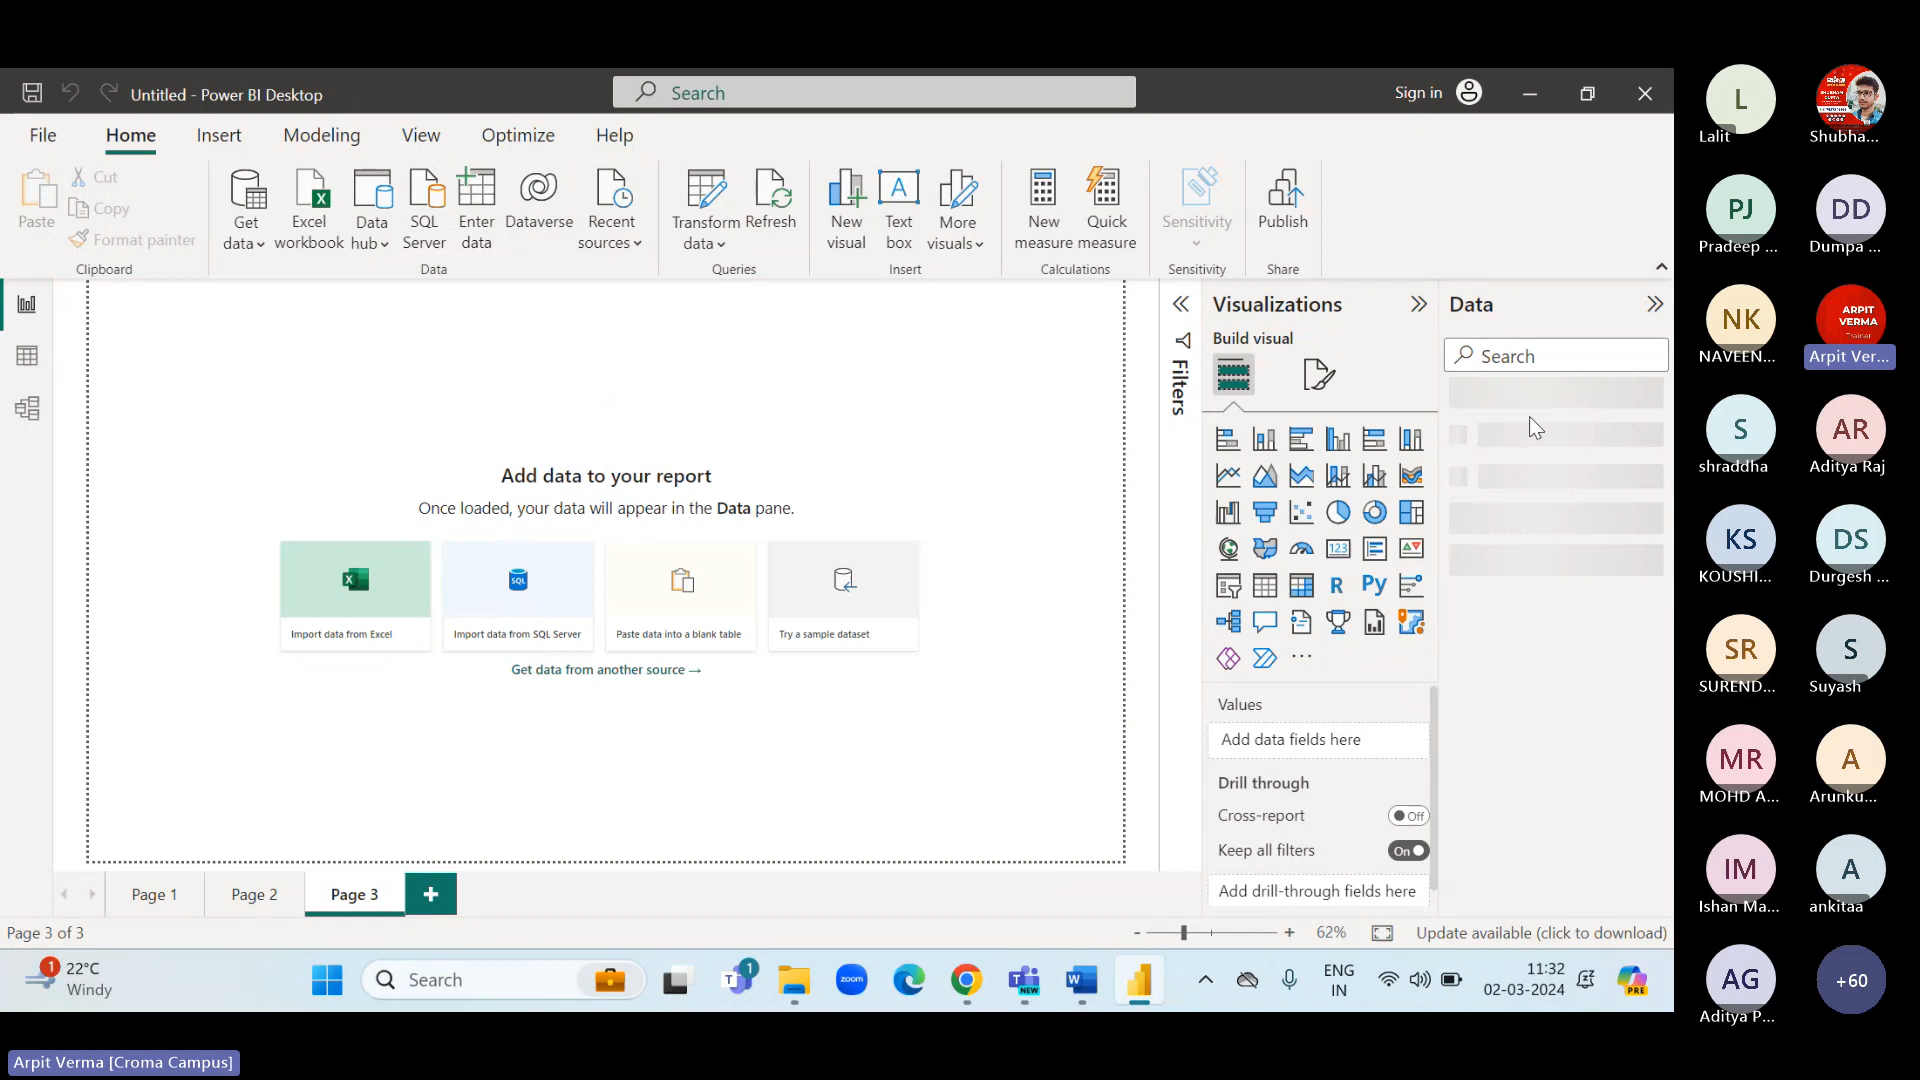 Untitled - Power BI Desktop
Search
Sign in
File
Home
Insert
Modeling
View
Optimize
Help
Paste
Cut
Copy
Format painter
Clipboard
Get
data
Excel
workbook
Data
hub
SQL
Server
Enter
data
Dataverse
Recent
sources
Data
Transform
data
Refresh
Queries
New
visual
Text
box
More
visuals
Insert
New
measure
Quick
measure
Calculations
Sensitivity
Sensitivity
Publish
Share
Add data to your report
Once loaded, your data will appear in the Data pane.
SQL
Import data from Excel
Import data from SQL Server
Paste data into a blank table
Try a sample dataset
Get data from another source →
Filters
Visualizations
Build visual
123
R
Py
Values
Add data fields here
Drill through
Cross-report
Off
Keep all filters
On
Add drill-through fields here
Data
Search
Page 1
Page 2
Page 3
Page 3 of 3
62%
Update available (click to download)
1
22°C
Windy
Search
1
zoom
NEW
ENG
IN
11:32
02-03-2024
PRE
L
Lalit
Shubha...
PJ
Pradeep ...
DD
Dumpa ...
NK
NAVEEN...
ARPIT
VERMA
Trainer
Arpit Ver...
S
shraddha
AR
Aditya Raj
KS
KOUSHI...
DS
Durgesh ...
SR
SUREND...
S
Suyash
MR
MOHD A...
A
Arunku...
IM
Ishan Ma...
A
ankitaa
AG
Aditya P...
+60
Arpit Verma [Croma Campus]